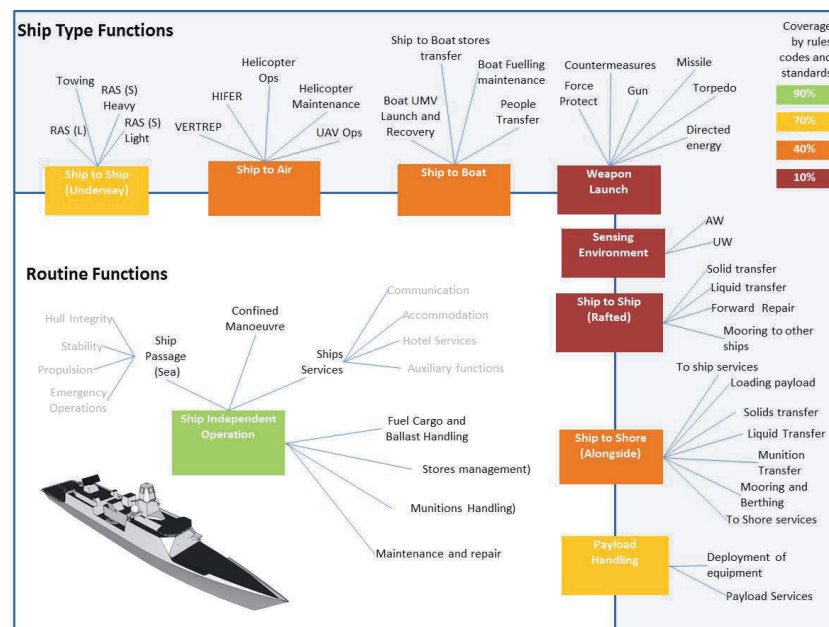 Ship Type Functions
Coverage
by rules
codes and
standards
90%
70%
40%
10%
Towing
RAS (S)
Heavy
RAS (L)
RAS (S)
Light
Ship to Ship
(Underway)
Helicopter
Ops
HIFER
Helicopter
Maintenance
VERTREP
UAV Ops
Ship to Air
Ship to Boat stores
transfer
Boat Fuelling
maintenance
Boat UMV
Launch and
Recovery
People
Transfer
Ship to Boat
Countermeasures
Missile
Force
Protect
Gun
Torpedo
Directed
energy
Weapon
Launch
Sensing
Environment
AW
UW
Ship to Ship
(Rafted)
Solid transfer
Liquid transfer
Forward Repair
Mooring to other
ships
Ship to Shore
(Alongside)
To ship services
Loading payload
Solids transfer
Liquid Transfer
Munition
Transfer
Mooring and
Berthing
To Shore services
Payload
Handling
Deployment of
equipment
Payload Services
Routine Functions
Hull Integrity
Stability
Propulsion
Emergency
Operations
Ship
Passage
(Sea)
Confined
Manoeuvre
Ships
Services
Communication
Accommodation
Hotel Services
Auxiliary functions
Ship Independent
Operation
Fuel Cargo and
Ballast Handling
Stores management)
Munitions Handling)
Maintenance and repair